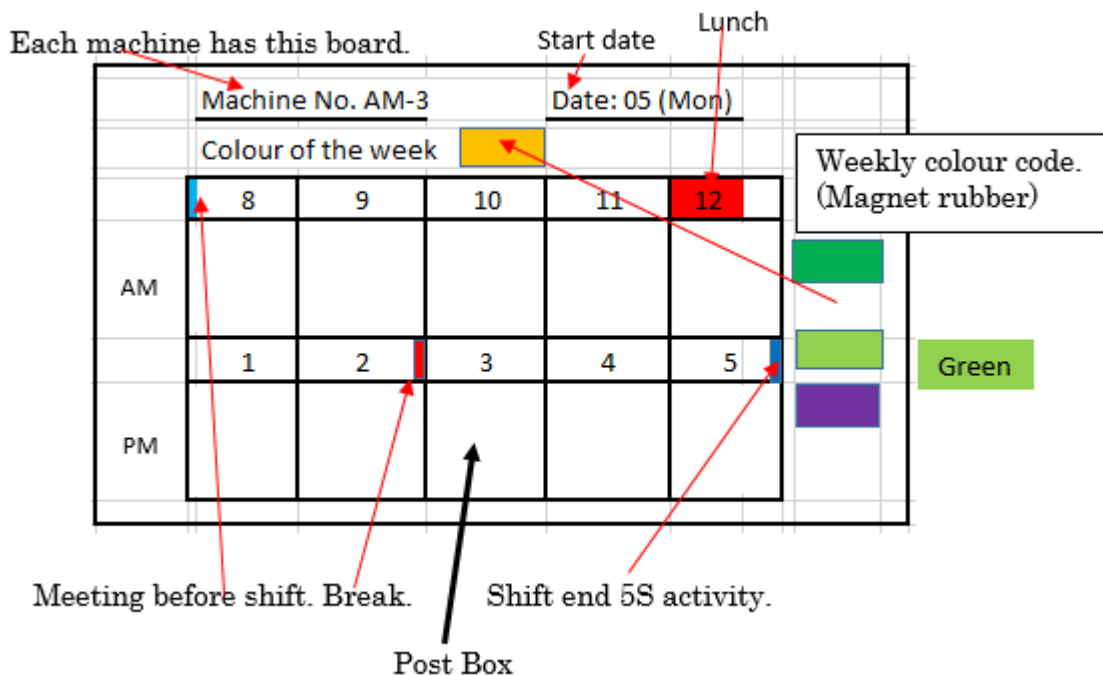 Each machine has this board.
Start date
Lunch
Machine No. AM-3
Date: 05 (Mon)
Colour of the week
Weekly colour code.
(Magnet rubber)
8 9 10 11 12
AM
1 2 3 4 5
Green
PM
Meeting before shift. Break.
Shift end 5S activity.
Post Box